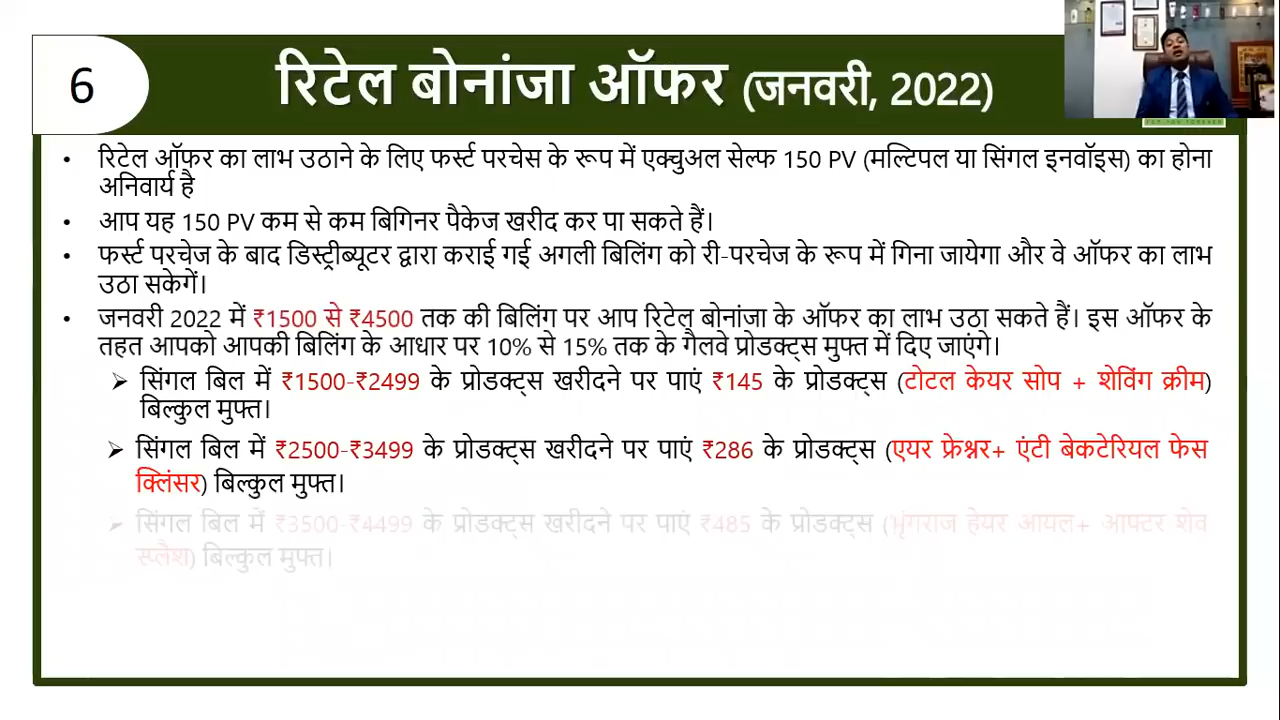 6
रिटेल बोनांजा ऑफर (जनवरी, 2022)
• रिटेल ऑफर का लाभ उठाने के लिए फर्स्ट परचेस के रूप में एक्चुअल सेल्फ 150 PV (मल्टिपल या सिंगल इनवॉइस) का होना
अनिवार्य है
• आप यह 150 PV कम से कम बिगिनर पैकेज खरीद कर पा सकते हैं।
• फर्स्ट परचेज के बाद डिस्ट्रीब्यूटर द्वारा कराई गई अगली बिलिंग को री-परचेज के रूप में गिना जायेगा और वे ऑफर का लाभ
उठा सकेगें।
• जनवरी 2022 में ₹1500 से ₹4500 तक की बिलिंग पर आप रिटेल बोनांजा के ऑफर का लाभ उठा सकते हैं। इस ऑफर के
तहत आपको आपकी बिलिंग के आधार पर 10% से 15% तक के गैलवे प्रोडक्ट्स मुफ्त में दिए जाएंगे।
➤ सिंगल बिल में ₹1500-₹2499 के प्रोडक्ट्स खरीदने पर पाएं ₹145 के प्रोडक्ट्स (टोटल केयर सोप + शेविंग क्रीम)
बिल्कुल मुफ्त।
➤ सिंगल बिल में ₹2500-₹3499 के प्रोडक्ट्स खरीदने पर पाएं ₹286 के प्रोडक्ट्स (एयर फ्रेश्नर+ एंटी बेकटेरियल फेस
क्लिंसर) बिल्कुल मुफ्त।
➤ सिंगल बिल में ₹3500-₹4499 के प्रोडक्ट्स खरीदने पर पाएं ₹485 के प्रोडक्ट्स (भृंगराज हेयर आयल+ आफ्टर शेव
स्प्लैश) बिल्कुल मुफ्त।